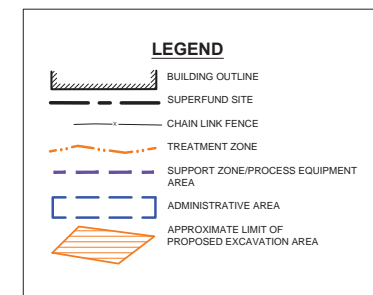 LEGEND
BUILDING OUTLINE
SUPERFUND SITE
x
CHAIN LINK FENCE
TREATMENT ZONE
SUPPORT ZONE/PROCESS EQUIPMENT
AREA
ADMINISTRATIVE AREA
APPROXIMATE LIMIT OF
PROPOSED EXCAVATION AREA